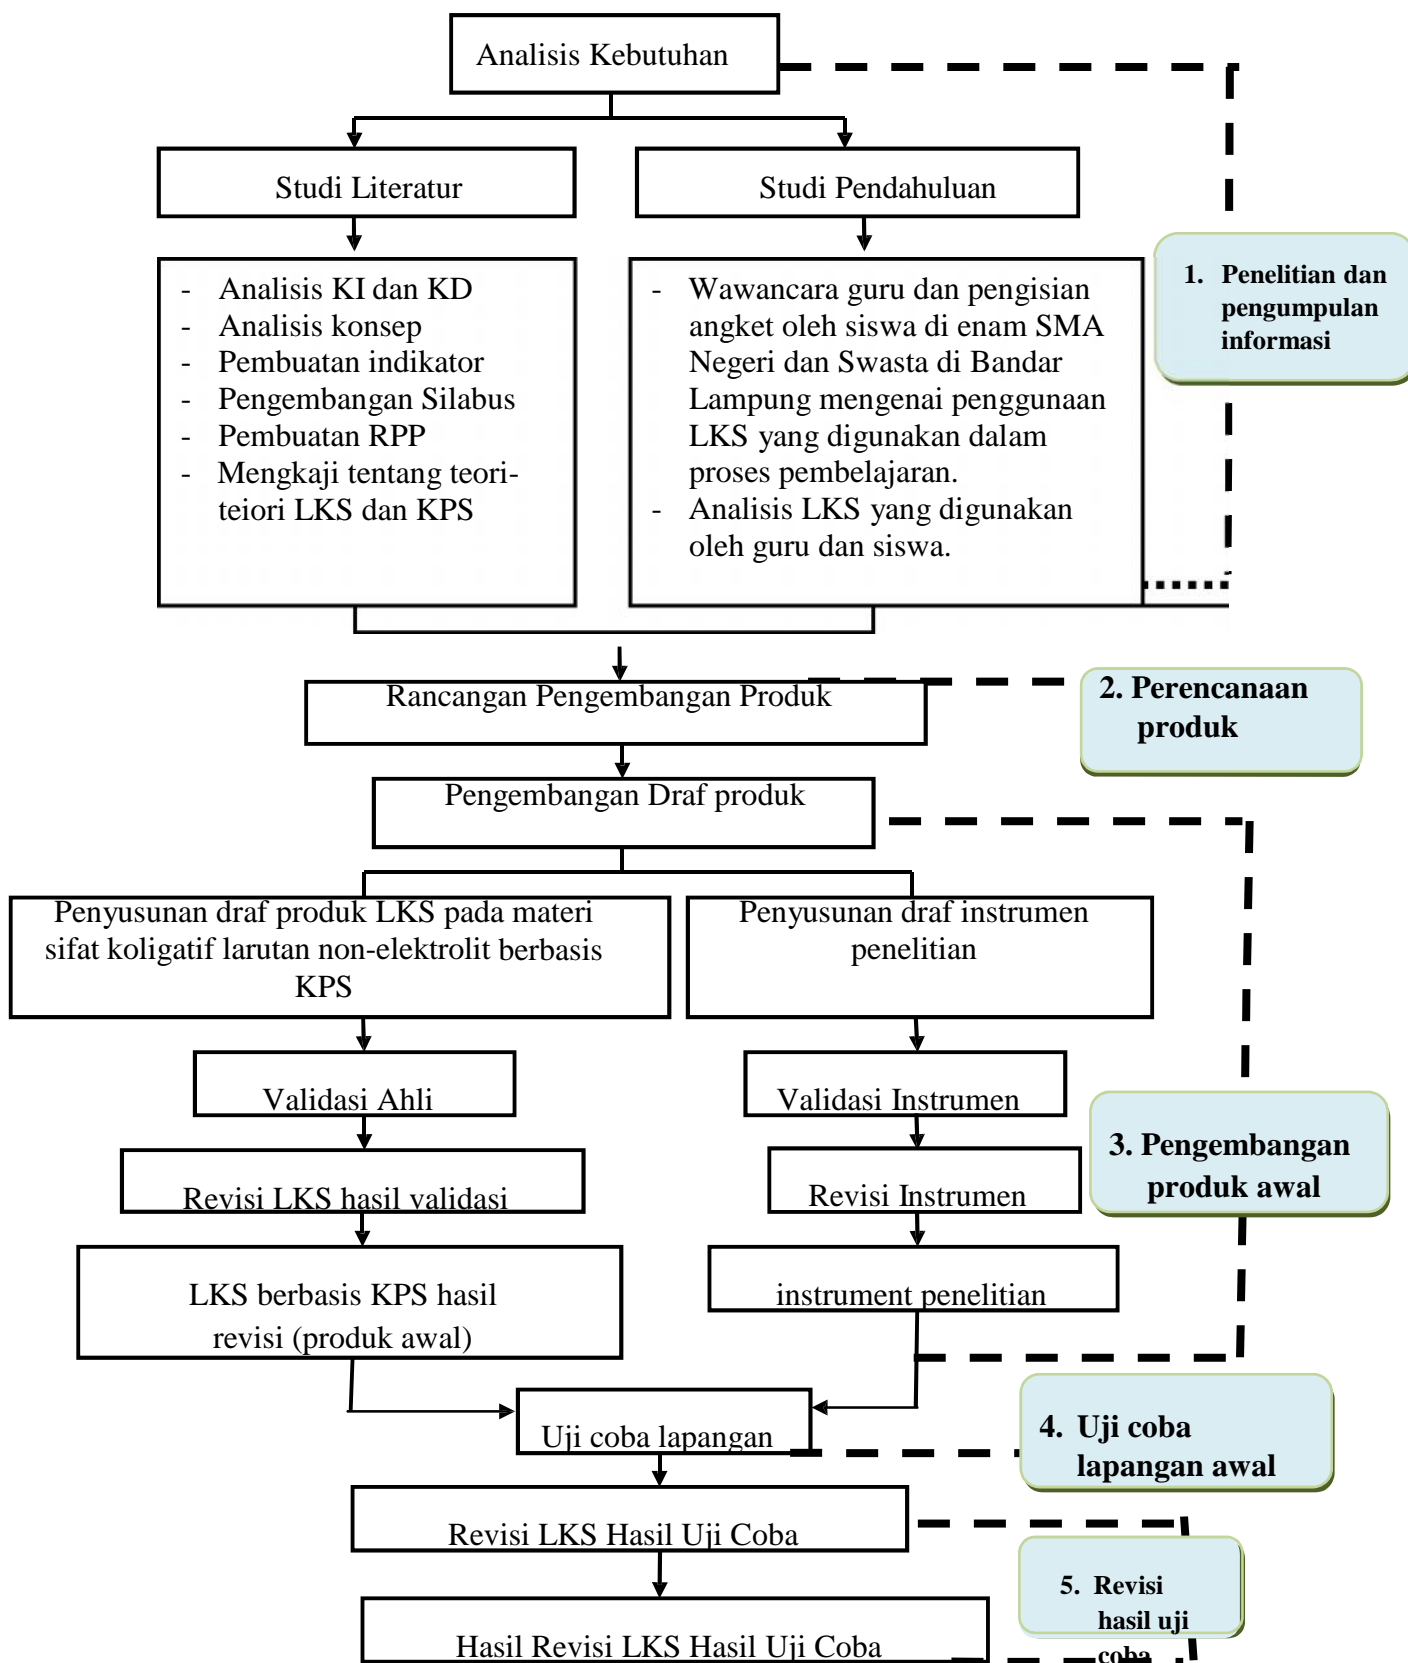 Analisis Kebutuhan
Studi Literatur
Studi Pendahuluan
- Analisis KI dan KD
- Analisis konsep
- Pembuatan indikator
- Pengembangan Silabus
- Pembuatan RPP
- Mengkaji tentang teori-
teiori LKS dan KPS
- Wawancara guru dan pengisian
angket oleh siswa di enam SMA
Negeri dan Swasta di Bandar
Lampung mengenai penggunaan
LKS yang digunakan dalam
proses pembelajaran.
- Analisis LKS yang digunakan
oleh guru dan siswa.
1. Penelitian dan
pengumpulan
informasi
Rancangan Pengembangan Produk
2. Perencanaan
produk
Pengembangan Draf produk
Penyusunan draf produk LKS pada materi
sifat koligatif larutan non-elektrolit berbasis
KPS
Penyusunan draf instrumen
penelitian
Validasi Ahli
Validasi Instrumen
Revisi LKS hasil validasi
Revisi Instrumen
3. Pengembangan
produk awal
LKS berbasis KPS hasil
revisi (produk awal)
instrument penelitian
Uji coba lapangan
4. Uji coba
lapangan awal
Revisi LKS Hasil Uji Coba
5. Revisi
hasil uji
coba
Hasil Revisi LKS Hasil Uji Coba